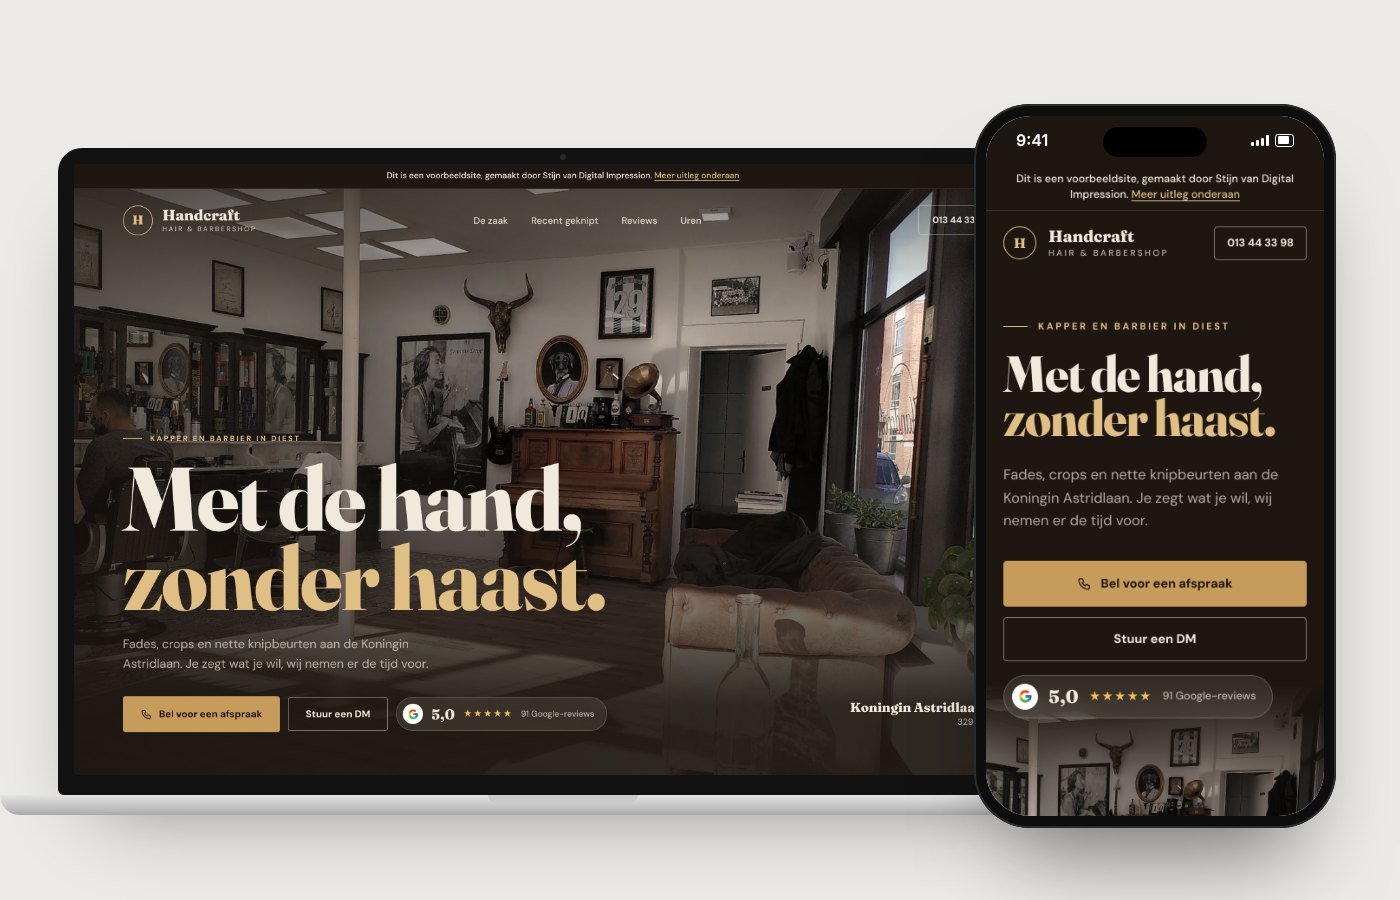 Dit is een voorbeeldsite, gemaakt door Stijn van Digital Impression. Meer uitleg onderaan
H
Handcraft
HAIR & BARBERSHOP
De zaak
Recent geknipt
Reviews
Uren
013 44 33
29
KAPPER EN BARBIER IN DIEST
Met de hand,
zonder haast.
Fades, crops en nette knipbeurten aan de Koningin
Astridlaan. Je zegt wat je wil, wij nemen er de tijd voor.
Bel voor een afspraak
Stuur een DM
G
5,0
★★★★★
91 Google-reviews
Koningin Astridlaa
329
9:41
Dit is een voorbeeldsite, gemaakt door Stijn van Digital
Impression. Meer uitleg onderaan
H
Handcraft
HAIR & BARBERSHOP
013 44 33 98
KAPPER EN BARBIER IN DIEST
Met de hand,
zonder haast.
Fades, crops en nette knipbeurten aan de
Koningin Astridlaan. Je zegt wat je wil, wij
nemen er de tijd voor.
Bel voor een afspraak
Stuur een DM
G
5,0
★★★★★
91 Google-reviews
29